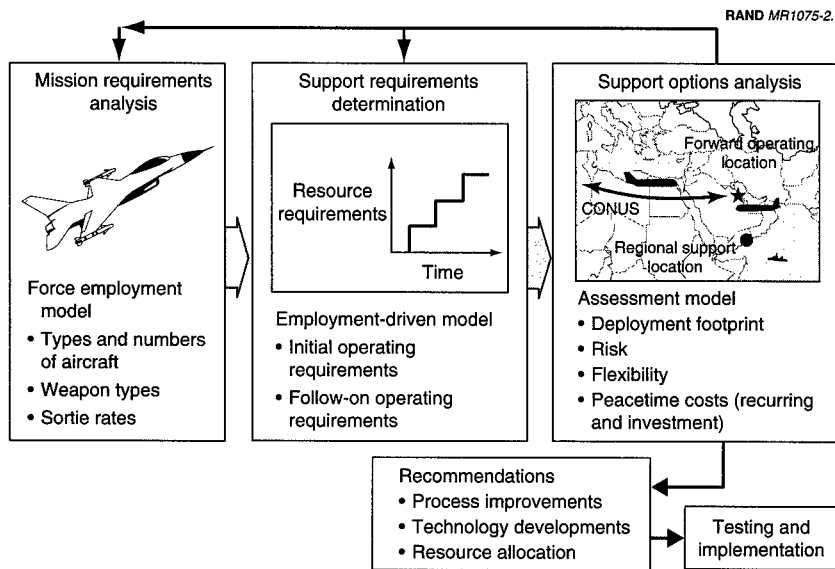 RAND MR1075-2.
Mission requirements
analysis
Force employment
model
• Types and numbers
of aircraft
• Weapon types
• Sortie rates
Support requirements
determination
Resource
requirements
Time
Employment-driven model
• Initial operating
requirements
• Follow-on operating
requirements
Support options analysis
Forward operating
location
CONUS
Regional support
location
Assessment model
• Deployment footprint
• Risk
• Flexibility
• Peacetime costs (recurring
and investment)
Recommendations
• Process improvements
• Technology developments
• Resource allocation
Testing and
implementation